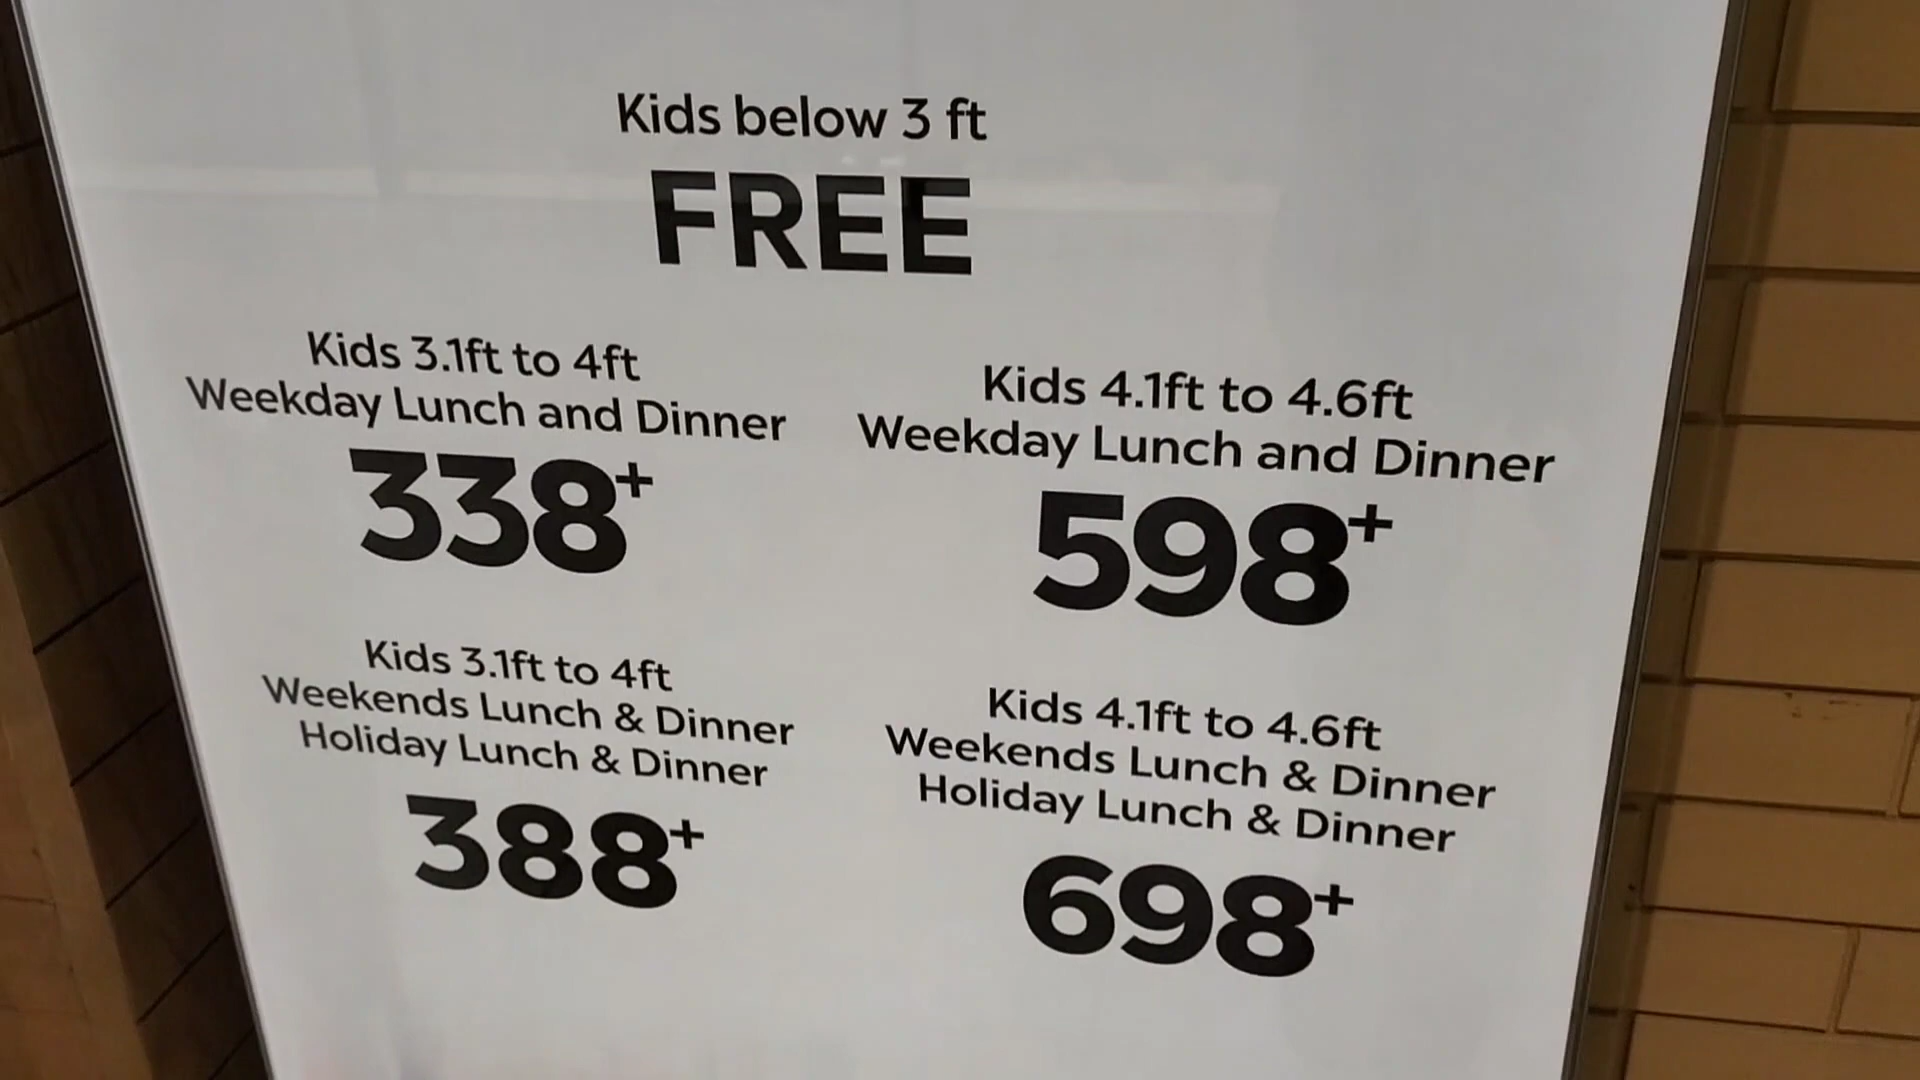 Kids below 3 ft
FREE
Kids 3.1ft to 4ft
Weekday Lunch and Dinner
338+
Kids 4.1ft to 4.6ft
Weekday Lunch and Dinner
598+
Kids 3.1ft to 4ft
Weekends Lunch & Dinner
Holiday Lunch & Dinner
388+
Kids 4.1ft to 4.6ft
Weekends Lunch & Dinner
Holiday Lunch & Dinner
698+